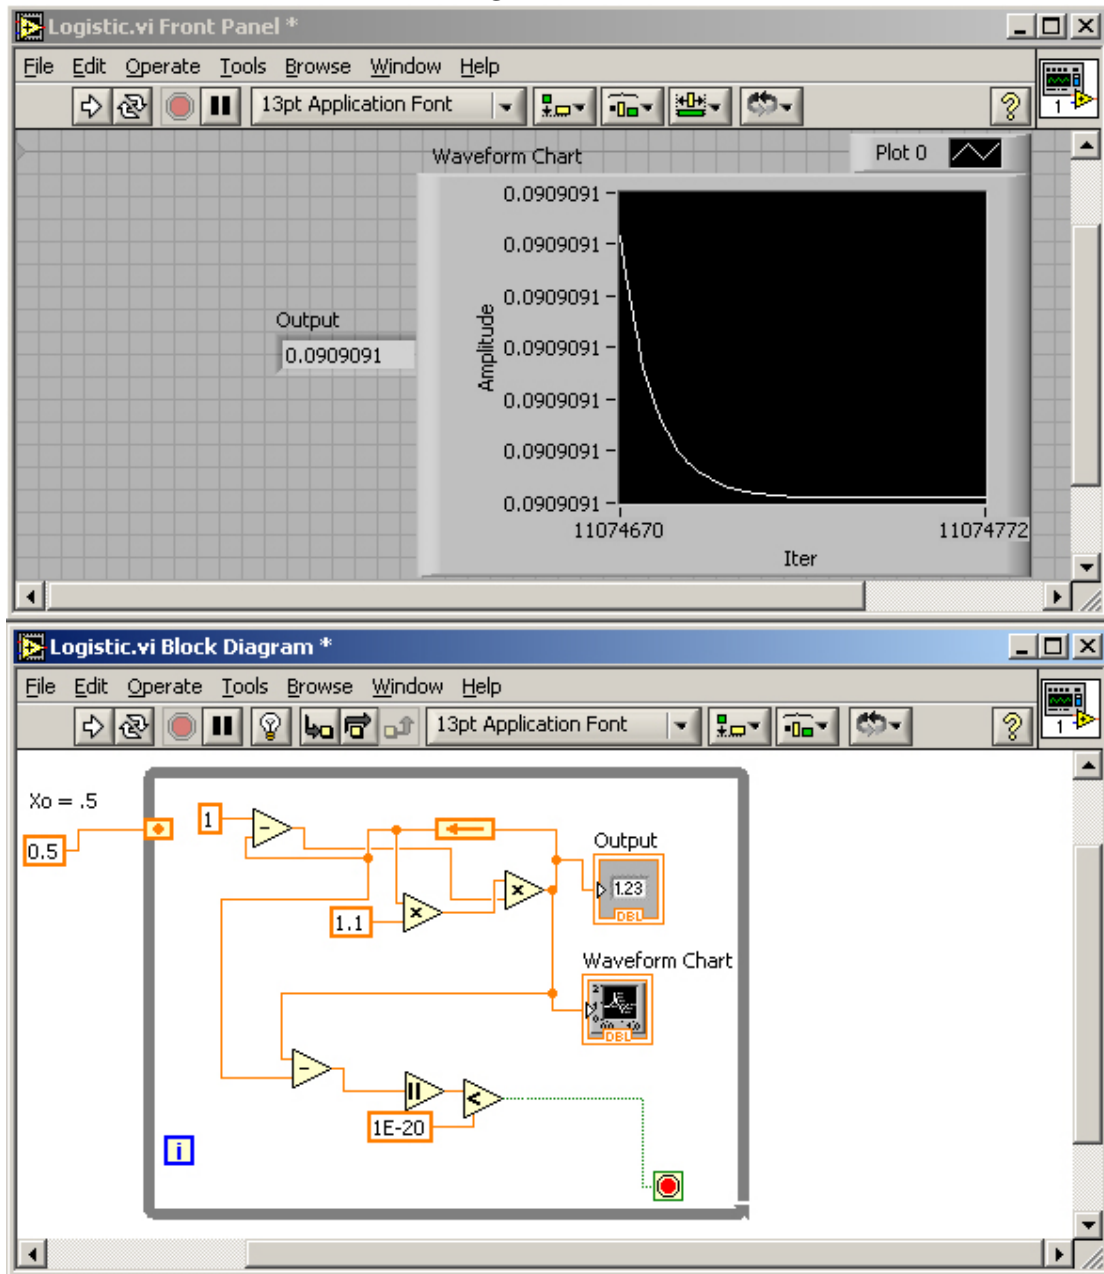 Logistic.vi Front Panel *
File Edit Operate Tools Browse Window Help
13pt Application Font
?
1
Waveform Chart
Plot 0
0.0909091
0.0909091
0.0909091
0.0909091
0.0909091
0.0909091
0.0909091
Amplitude
11074670
11074772
Iter
Output
0.0909091
Logistic.vi Block Diagram *
File Edit Operate Tools Browse Window Help
13pt Application Font
?
1
Xo = .5
0.5
1
1.1
Output
1.23
DBL
Waveform Chart
DBL
1E-20
i